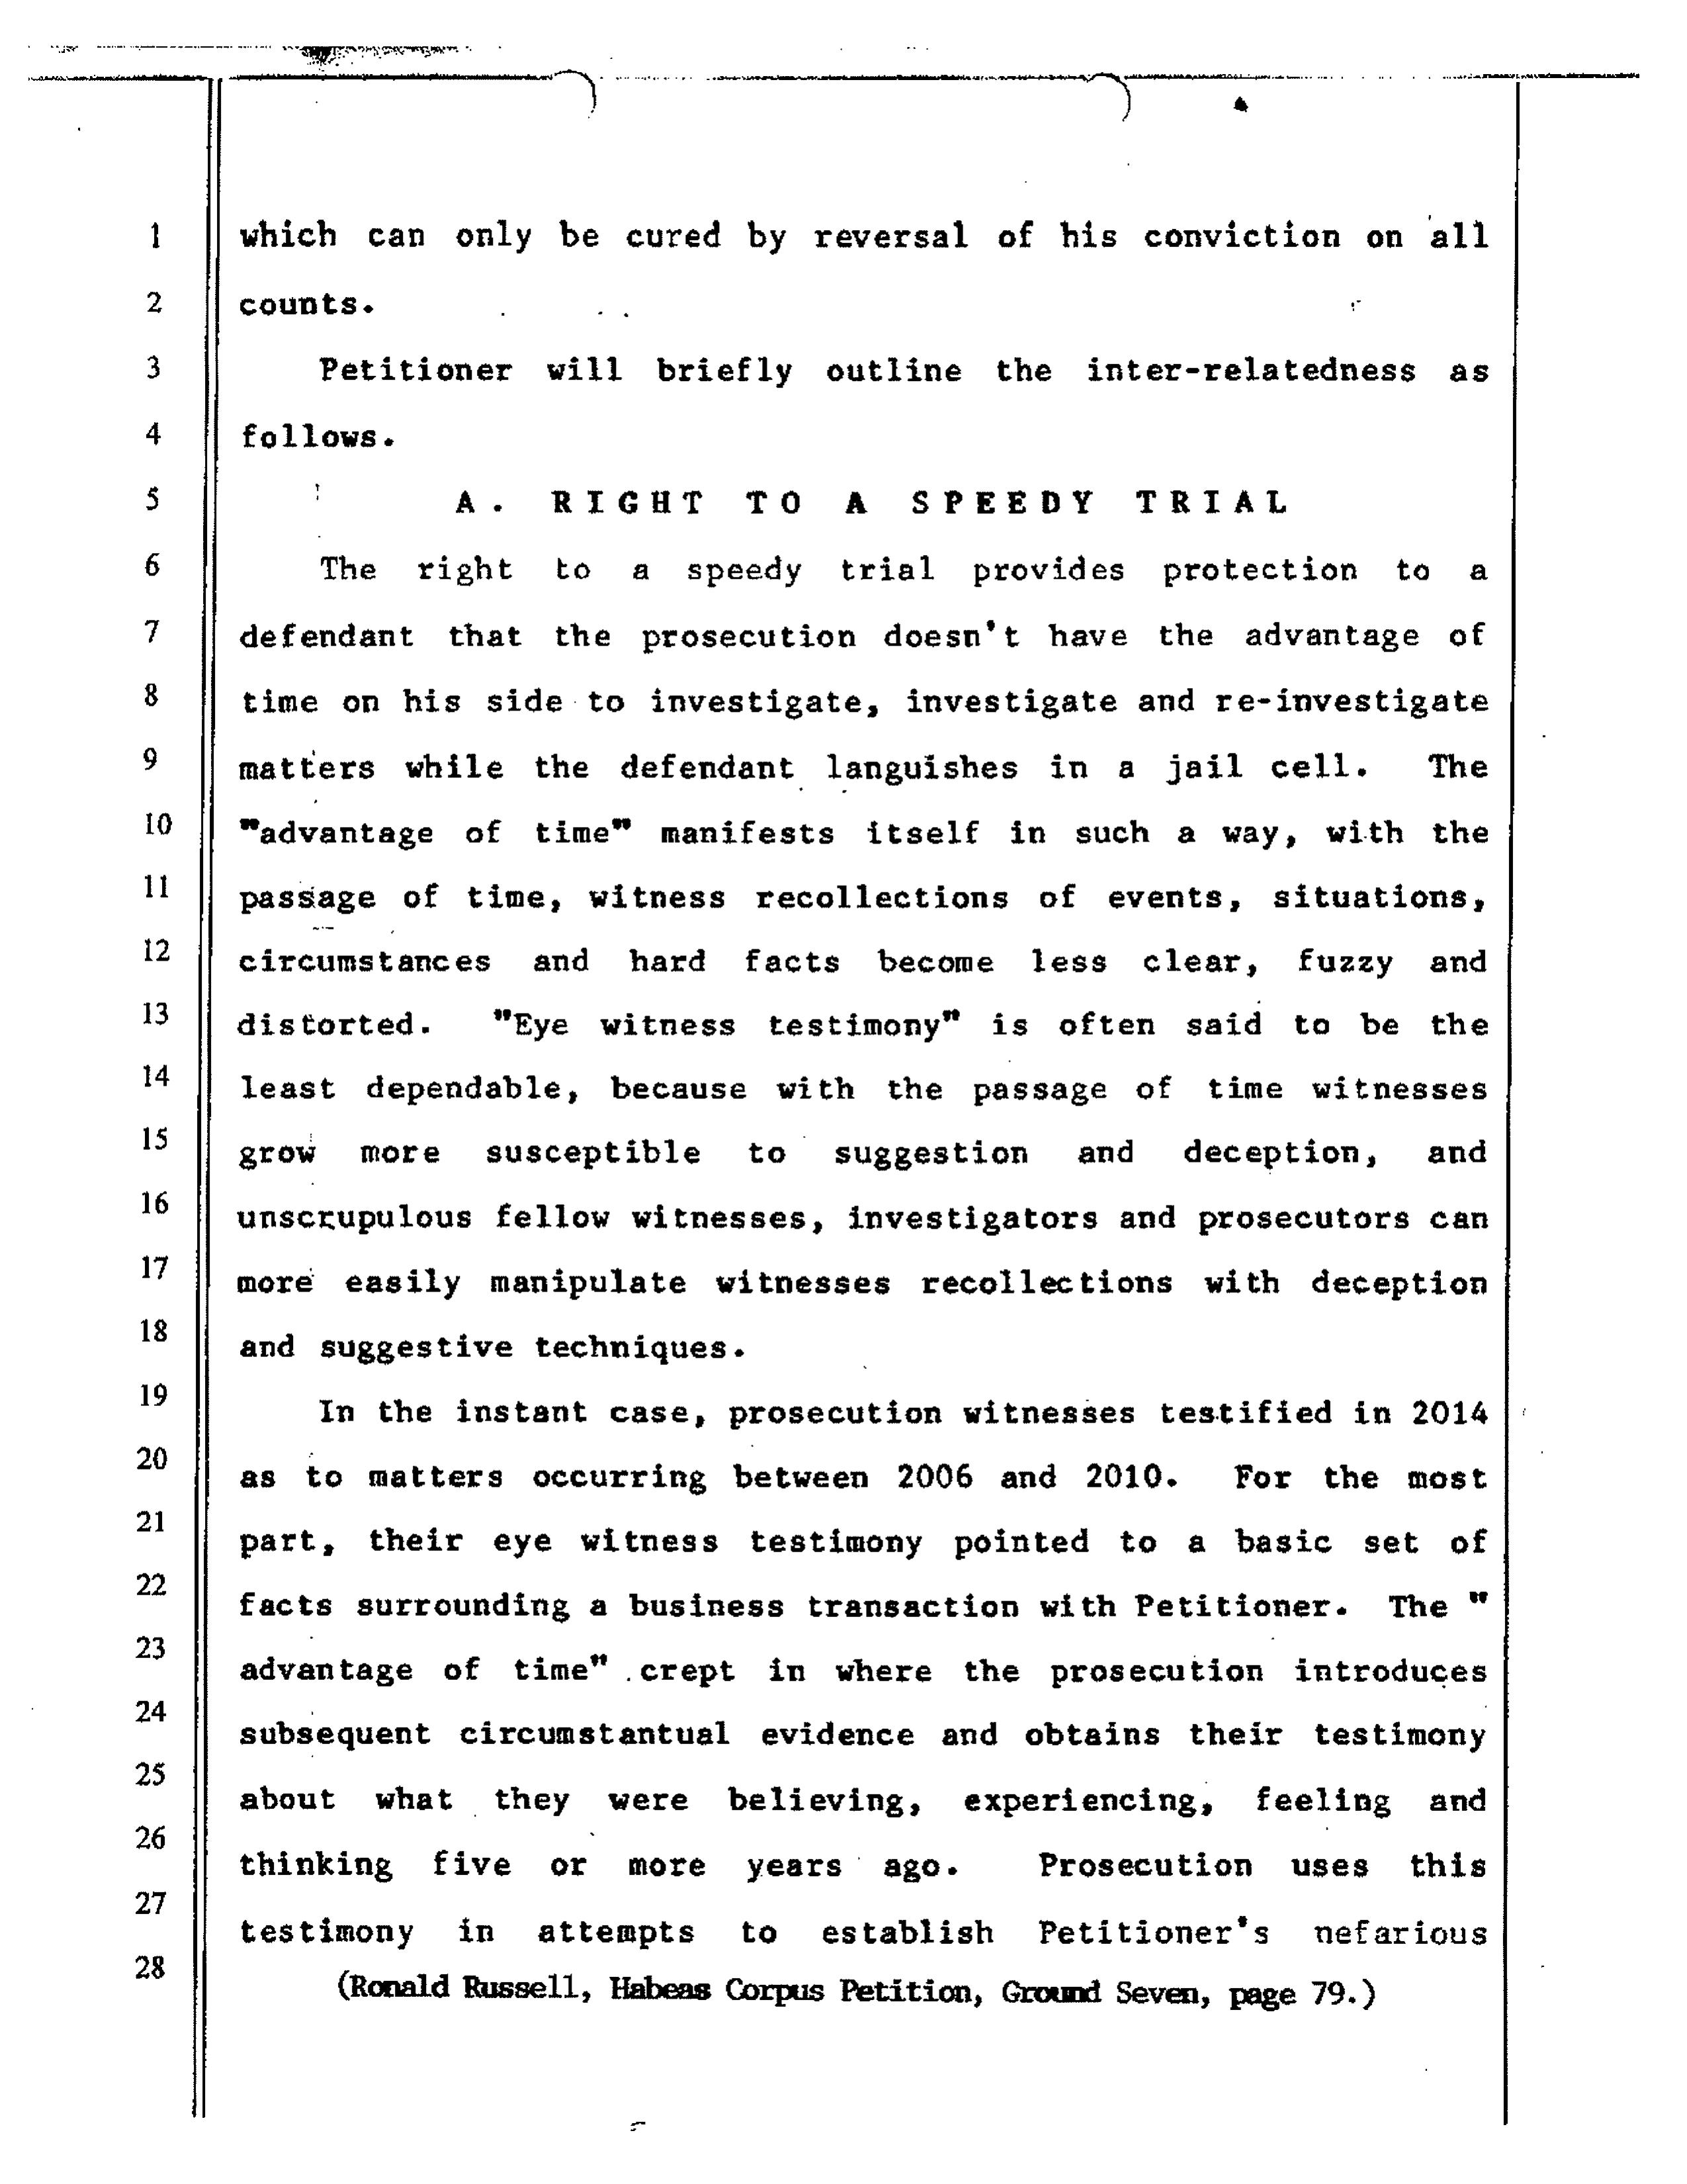 1 which can only be cured by reversal of his conviction on all
2 counts.
3 Petitioner will briefly outline the inter-relatedness as
4 follows.
5 A. RIGHT TO A SPEEDY TRIAL
6 The right to a speedy trial provides protection to a
7 defendant that the prosecution doesn't have the advantage of
8 time on his side to investigate, investigate and re-investigate
9 matters while the defendant languishes in a jail cell. The
10 "advantage of time" manifests itself in such a way, with the
11 passage of time, witness recollections of events, situations,
12 circumstances and hard facts become less clear, fuzzy and
13 distorted. "Eye witness testimony" is often said to be the
14 least dependable, because with the passage of time witnesses
15 grow more susceptible to suggestion and deception, and
16 unscrupulous fellow witnesses, investigators and prosecutors can
17 more easily manipulate witnesses recollections with deception
18 and suggestive techniques.
19 In the instant case, prosecution witnesses testified in 2014
20 as to matters occurring between 2006 and 2010. For the most
21 part, their eye witness testimony pointed to a basic set of
22 facts surrounding a business transaction with Petitioner. The "
23 advantage of time" crept in where the prosecution introduces
24 subsequent circumstantual evidence and obtains their testimony
25 about what they were believing, experiencing, feeling and
26 thinking five or more years ago. Prosecution uses this
27 testimony in attempts to establish Petitioner's nefarious
28 (Ronald Russell, Habeas Corpus Petition, Ground Seven, page 79.)